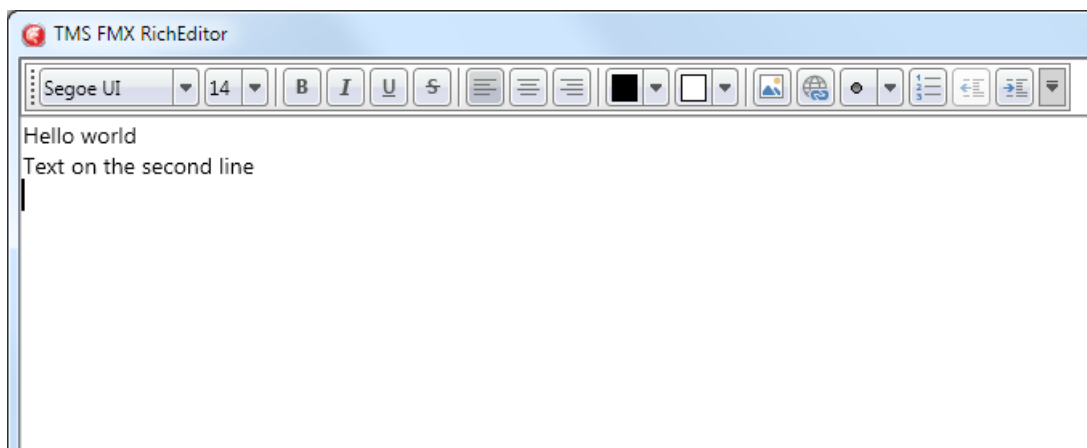 TMS FMX RichEditor
Segoe UI 14 B I U S
Hello world
Text on the second line